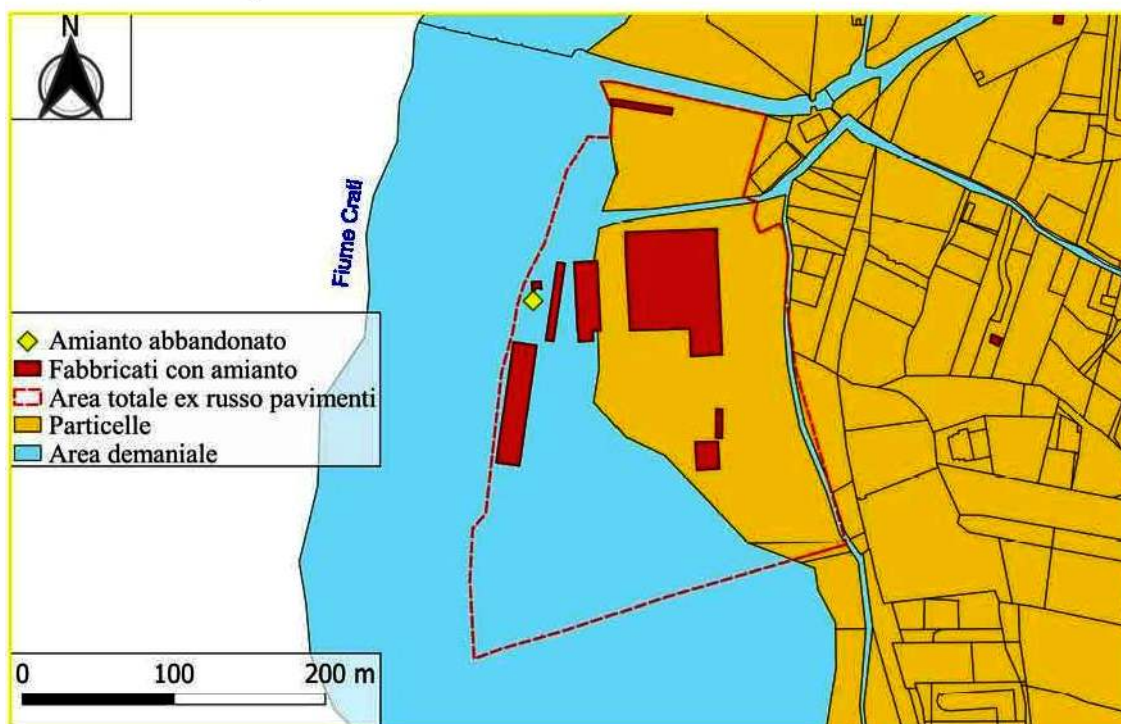 N
Fiume Crati
Amianto abbandonato
Fabbricati con amianto
Area totale ex russo pavimenti
Particelle
Area demaniale
0 100 200 m